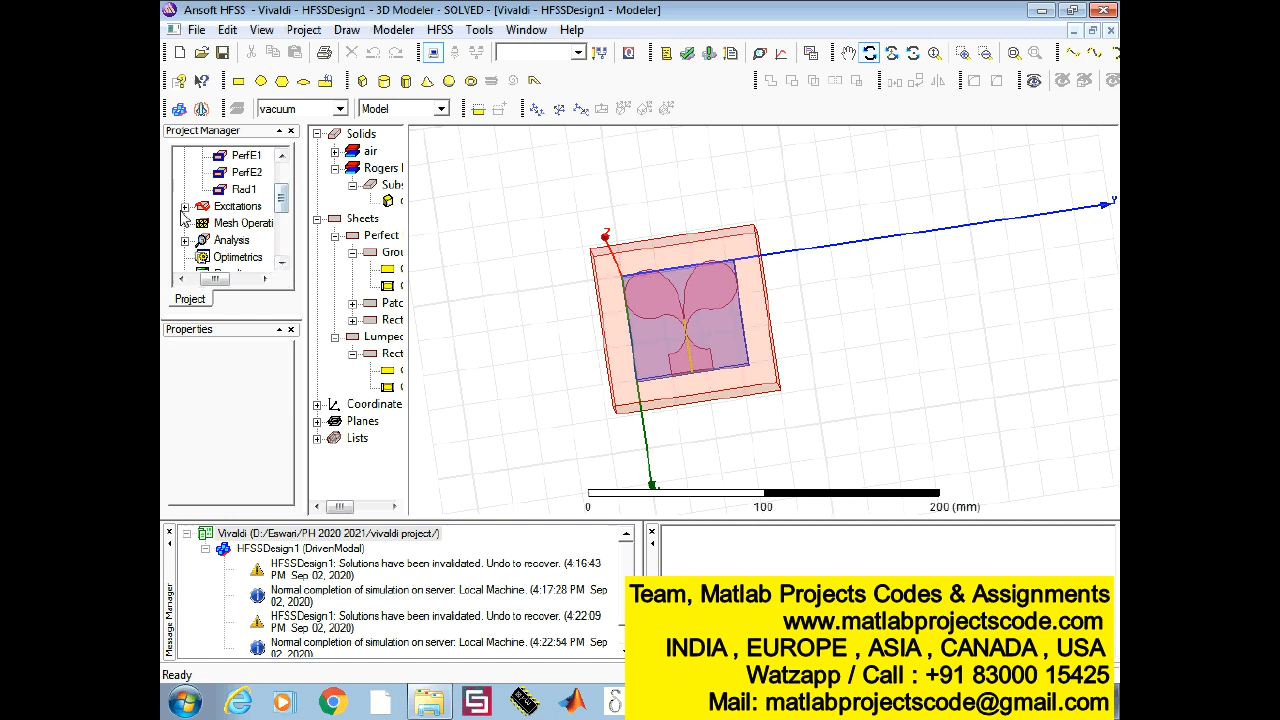 Ansoft HFSS - Vivaldi - HFSSDesign1 - 3D Modeler - SOLVED - [Vivaldi - HFSSDesign1 - Modeler]
File Edit View Project Draw Modeler HFSS Tools Window Help
vacuum Model
Project Manager
PerfE1
PerfE2
Rad1
Excitations
Mesh Operati
Analysis
Optimetrics
Project
Properties
Solids
air
Rogers
Subs
Sheets
Perfect
Grou
Patc
Rect
Lumpec
Rect
Coordinate
Planes
Lists
Z
0 100 200 (mm)
Message Manager
Vivaldi (D:/Eswari/PH 2020 2021/vivaldi project/)
HFSSDesign1 (DrivenModal)
HFSSDesign1: Solutions have been invalidated. Undo to recover. (4:16:43
PM Sep 02, 2020)
Normal completion of simulation on server: Local Machine. (4:17:28 PM Sep
02, 2020)
HFSSDesign1: Solutions have been invalidated. Undo to recover. (4:22:09
PM Sep 02, 2020)
Normal completion of simulation on server: Local Machine. (4:22:54 PM Sep
02, 2020)
Ready
Team, Matlab Projects Codes & Assignments
www.matlabprojectscode.com
INDIA , EUROPE , ASIA , CANADA , USA
Watzapp / Call : +91 83000 15425
Mail: matlabprojectscode@gmail.com